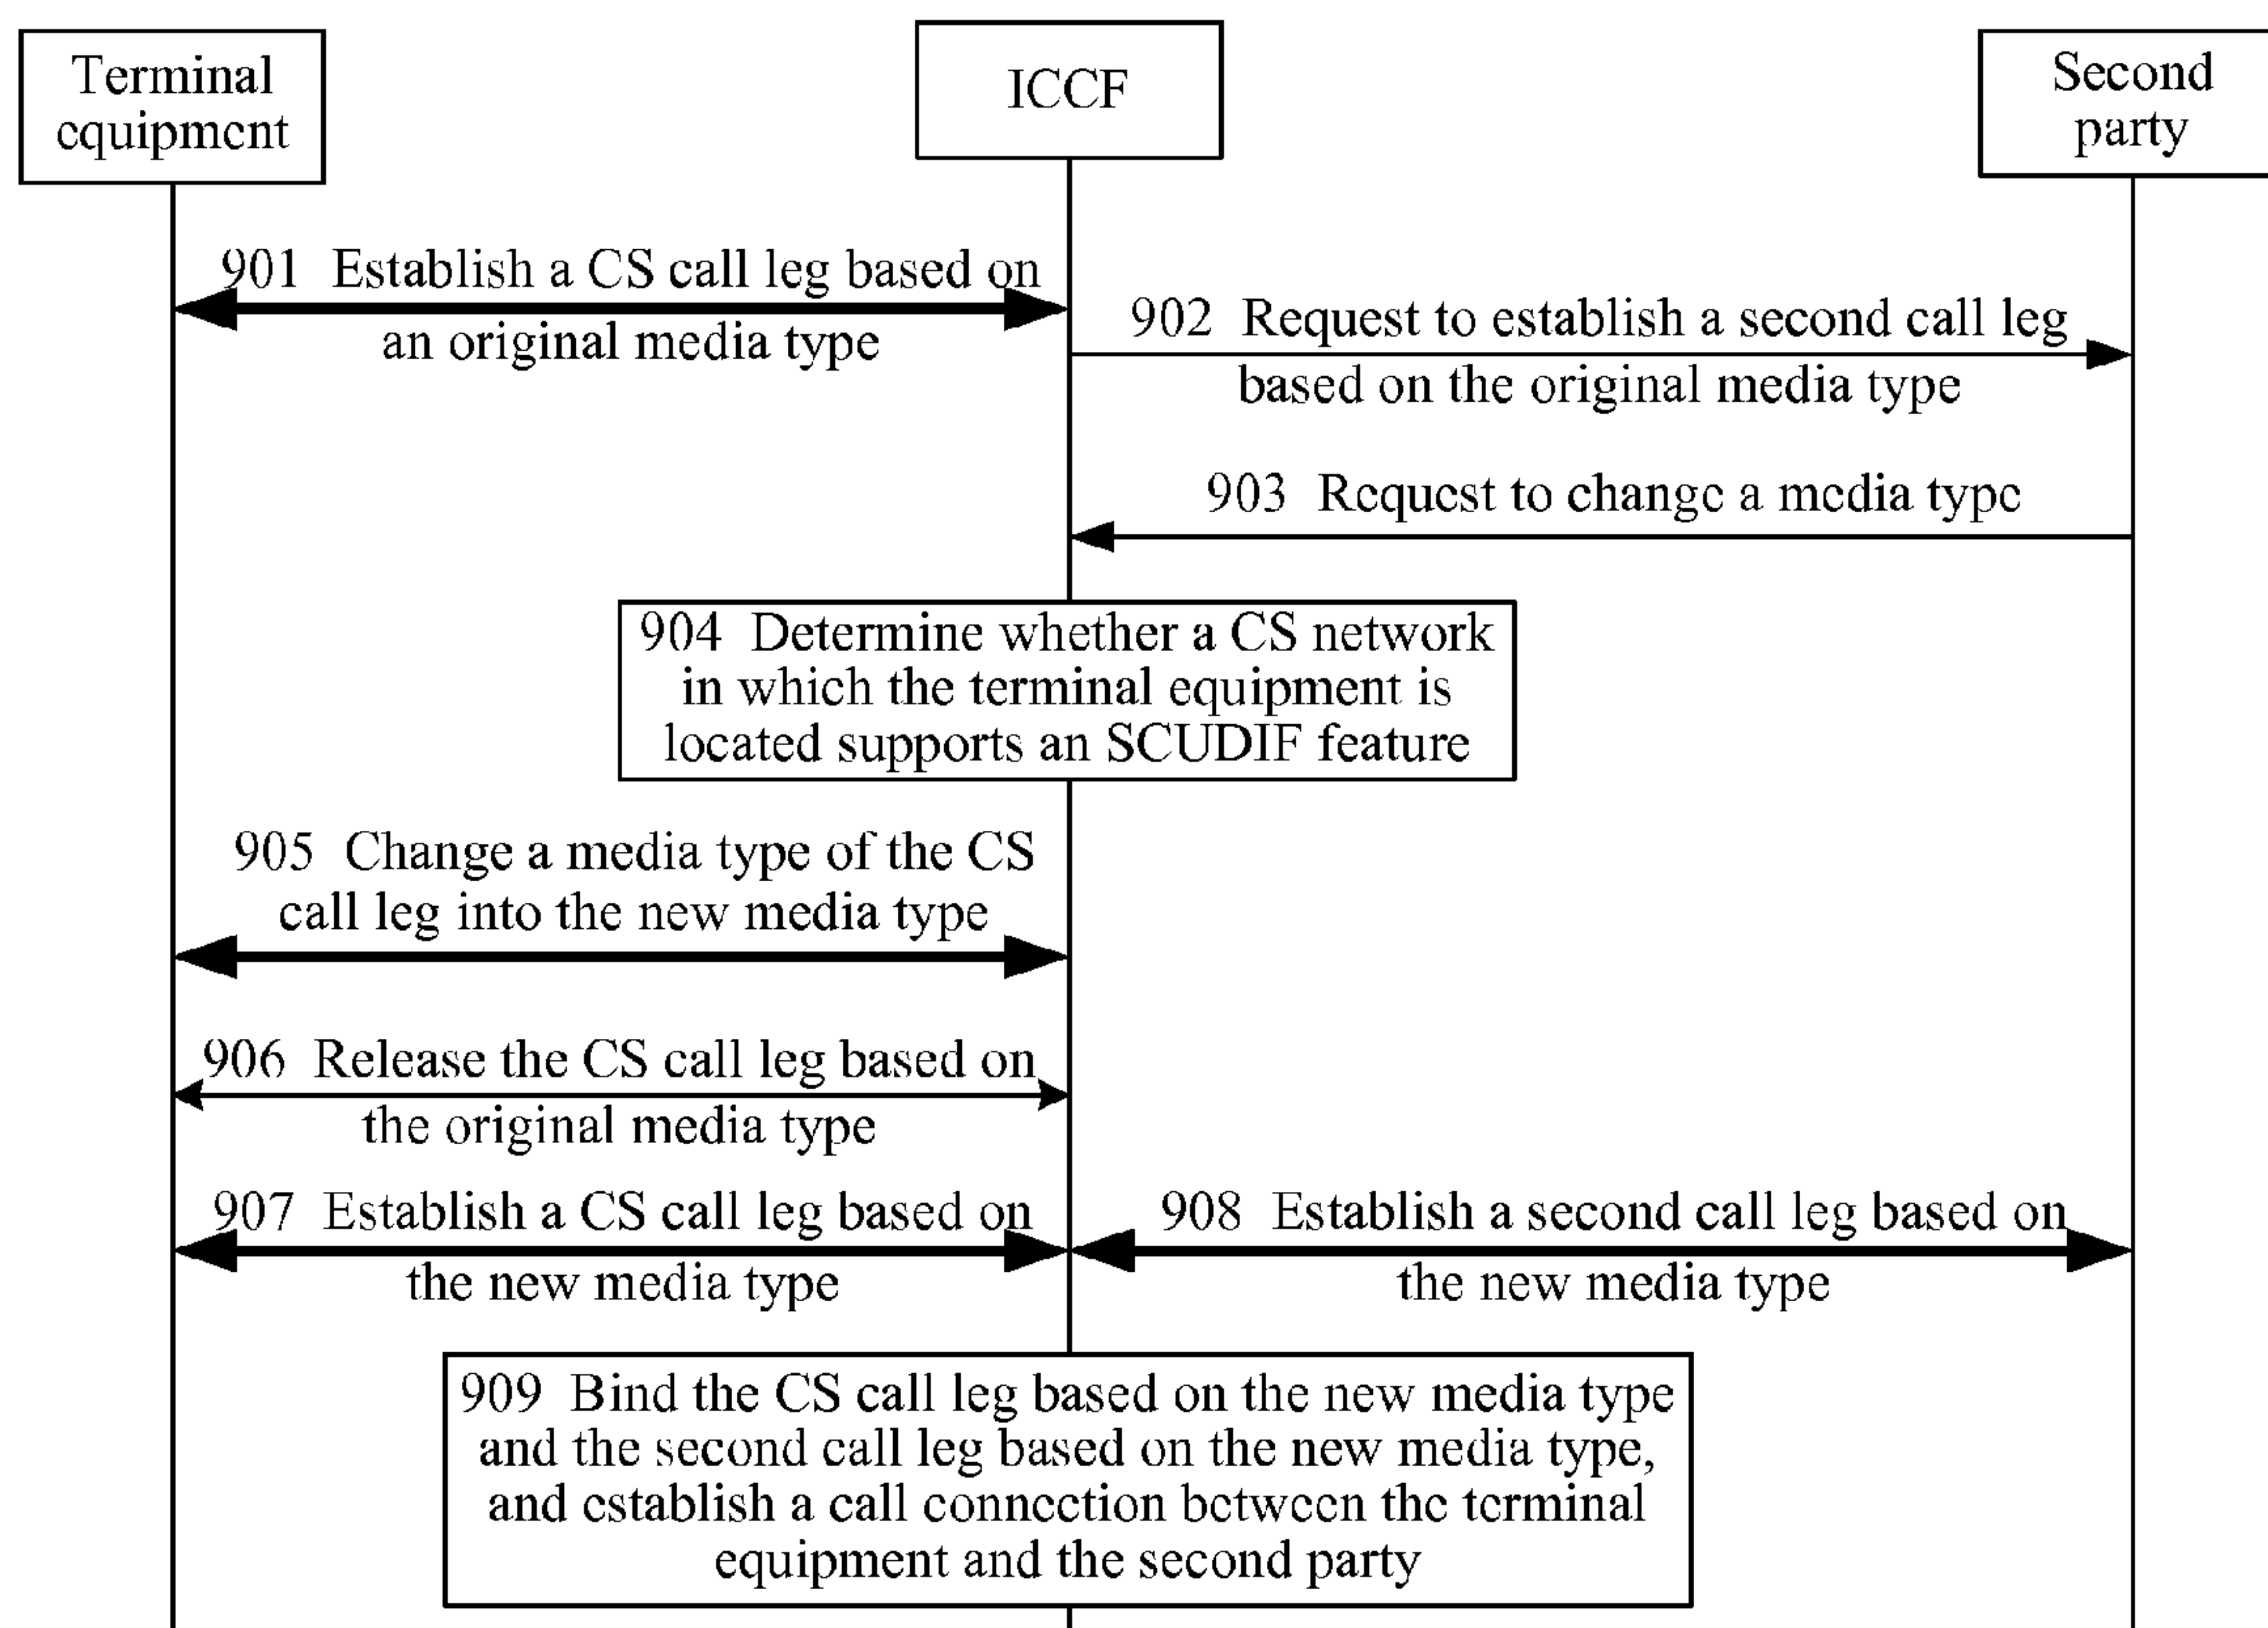 Terminal
equipment
ICCF
Second
party
901 Establish a CS call leg based on
an original media type
902 Request to establish a second call leg
based on the original media type
903 Request to change a media type
904 Determine whether a CS network
in which the terminal equipment is
located supports an SCUDIF feature
905 Change a media type of the CS
call leg into the new media type
906 Release the CS call leg based on
the original media type
907 Establish a CS call leg based on
the new media type
908 Establish a second call leg based on
the new media type
909 Bind the CS call leg based on the new media type
and the second call leg based on the new media type,
and establish a call connection between the terminal
equipment and the second party